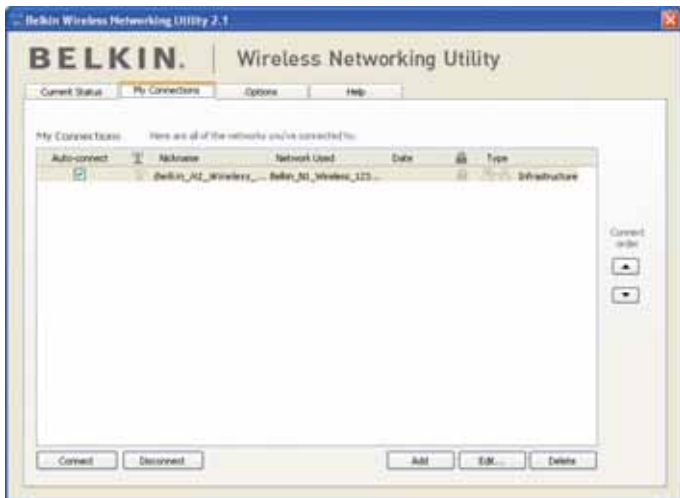 Belkin Wireless Networking Utility 2.1
BELKIN. Wireless Networking Utility
Current Status My Connections Options Help
My Connections Here are all of the networks you've connected to:
Auto-connect Nickname Network Used Date Type
Belkin_N1_Wireless_... Belkin_N1_Wireless_123... Infrastructure
Connect
order
Connect Disconnect Add Edit... Delete